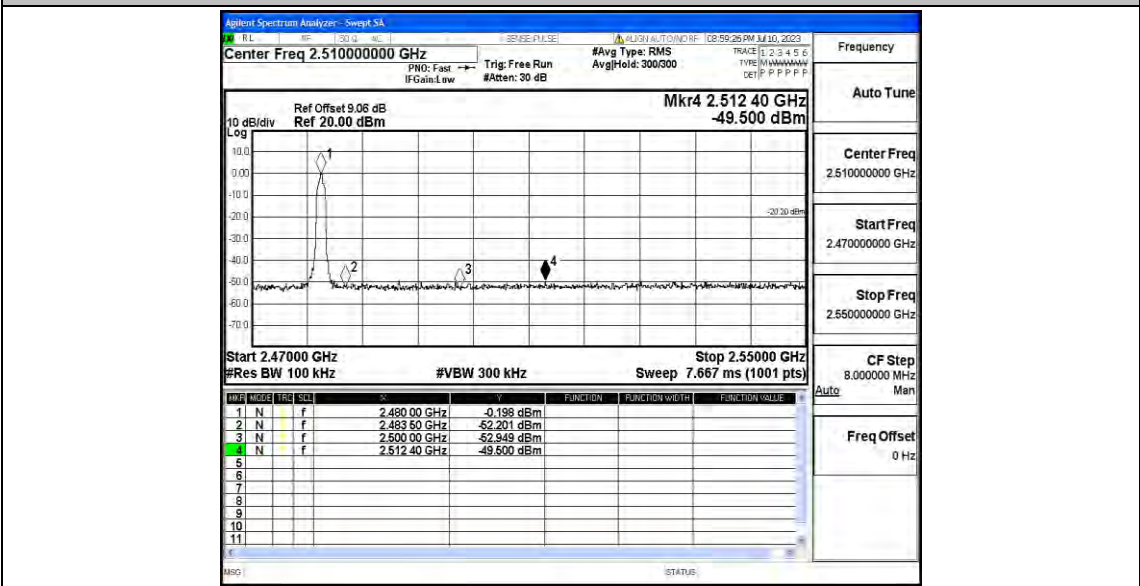 Agilent Spectrum Analyzer - Swept SA
RL RF 50 Ω AC SENSE:PULSE ALIGN AUTO/NO RF 08:59:26 PM Jul 10, 2023
Center Freq 2.510000000 GHz
PNO: Fast
IFGain:Low
Trig: Free Run
#Atten: 30 dB
#Avg Type: RMS
Avg|Hold: 300/300
TRACE 1 2 3 4 5 6
TYPE M WWWWW
DET P P P P P P
Ref Offset 9.06 dB
10 dB/div Ref 20.00 dBm
Log
Mkr4 2.512 40 GHz
-49.500 dBm
10.0
0.00
-10.0
-20.0
-30.0
-40.0
-50.0
-60.0
-70.0
1
2
3
4
-20.20 dBm
Start 2.47000 GHz Stop 2.55000 GHz
#Res BW 100 kHz #VBW 300 kHz Sweep 7.667 ms (1001 pts)
MKR MODE TRC SCL X Y FUNCTION FUNCTION WIDTH FUNCTION VALUE
1 N f 2.480 00 GHz -0.198 dBm
2 N f 2.483 50 GHz -52.201 dBm
3 N f 2.500 00 GHz -52.949 dBm
4 N f 2.512 40 GHz -49.500 dBm
5
6
7
8
9
10
11
MSG STATUS
Frequency
Auto Tune
Center Freq
2.510000000 GHz
Start Freq
2.470000000 GHz
Stop Freq
2.550000000 GHz
CF Step
8.000000 MHz
Auto Man
Freq Offset
0 Hz